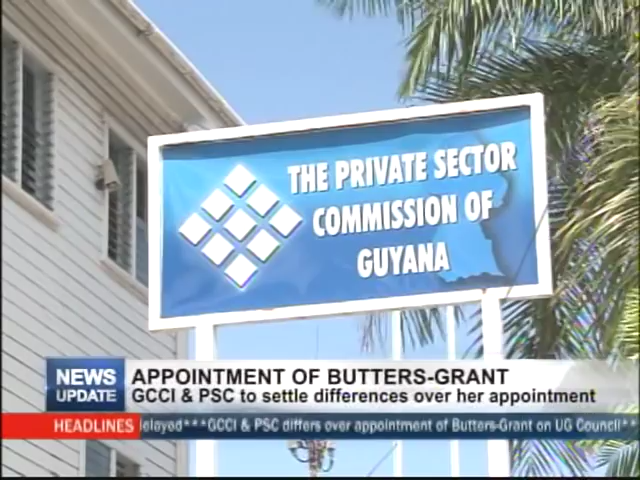 THE PRIVATE SECTOR
COMMISSION OF
GUYANA
NEWS
UPDATE
APPOINTMENT OF BUTTERS-GRANT
GCCI & PSC to settle differences over her appointment
HEADLINES
elayed***GCCI & PSC differs over appointment of Butters-Grant on UG Council**